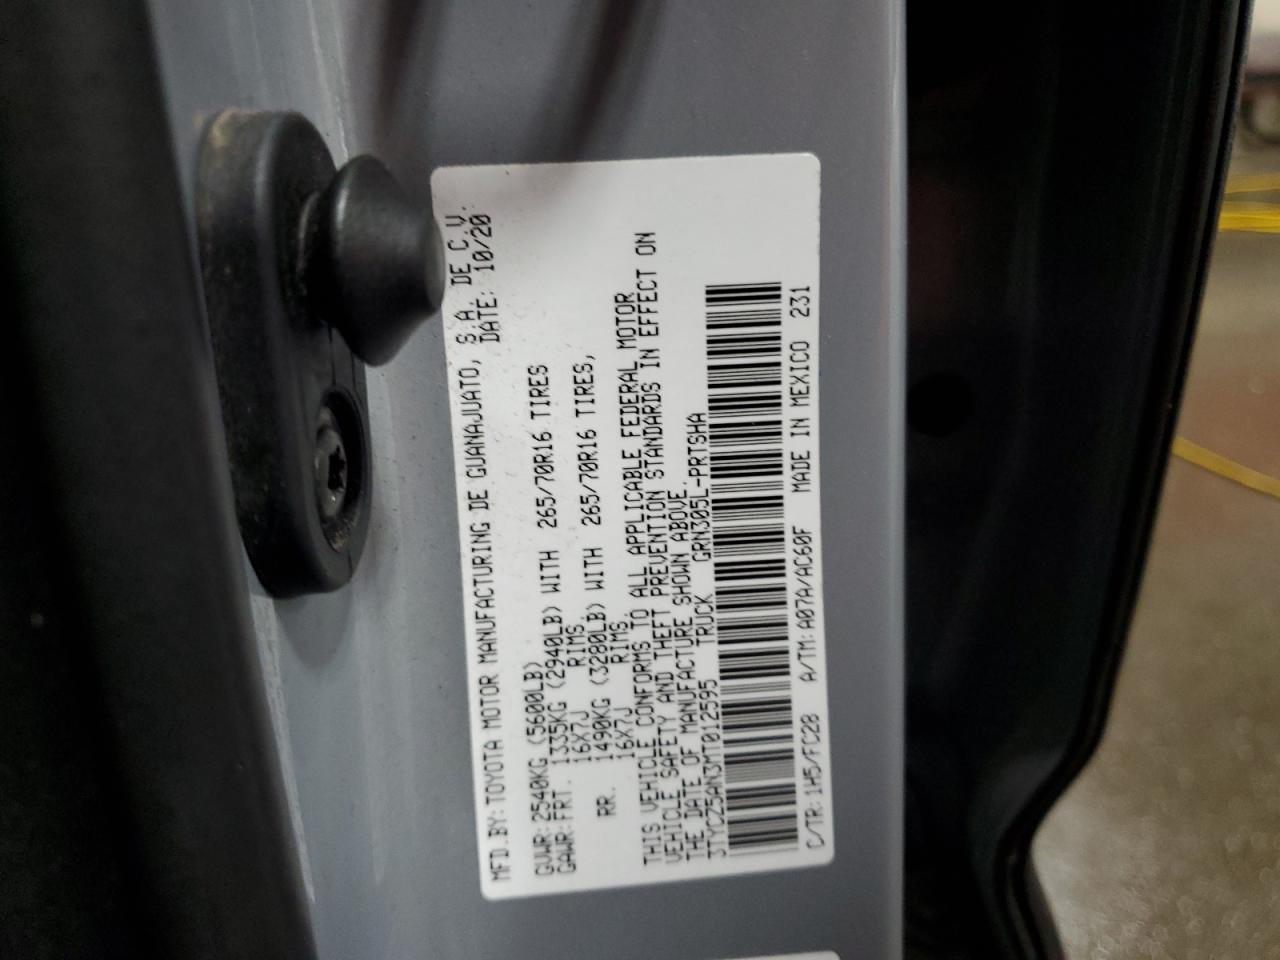 MFD.BY:TOYOTA MOTOR MANUFACTURING DE GUANAJUATO, S.A. DE C.V.
DATE: 10/20
GVWR:2540KG (5600LB)
GAWR:FRT. 1335KG (2940LB) WITH 265/70R16 TIRES
16X7J RIMS,
RR. 1490KG (3280LB) WITH 265/70R16 TIRES,
16X7J RIMS.
THIS VEHICLE CONFORMS TO ALL APPLICABLE FEDERAL MOTOR
VEHICLE SAFETY AND THEFT PREVENTION STANDARDS IN EFFECT ON
THE DATE OF MANUFACTURE SHOWN ABOVE.
3TYCZ5AN3MT012595 TRUCK GRN305L-PRTSHA
C/TR:1H5/FC28 A/TM:A07A/AC60F MADE IN MEXICO 231